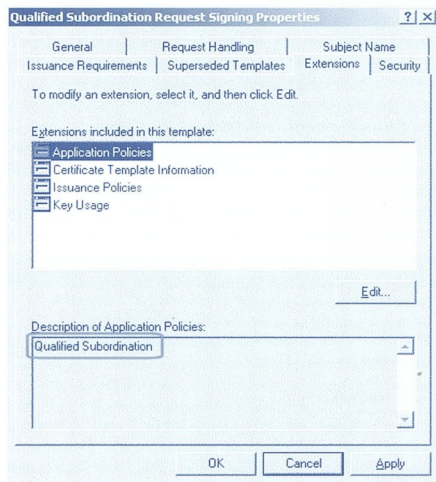 Qualified Subordination Request Signing Properties ? X
General Request Handling Subject Name
Issuance Requirements Superseded Templates Extensions Security
To modify an extension, select it, and then click Edit.
Extensions included in this template:
Application Policies
Certificate Template Information
Issuance Policies
Key Usage
Edit...
Description of Application Policies:
Qualified Subordination
OK Cancel Apply